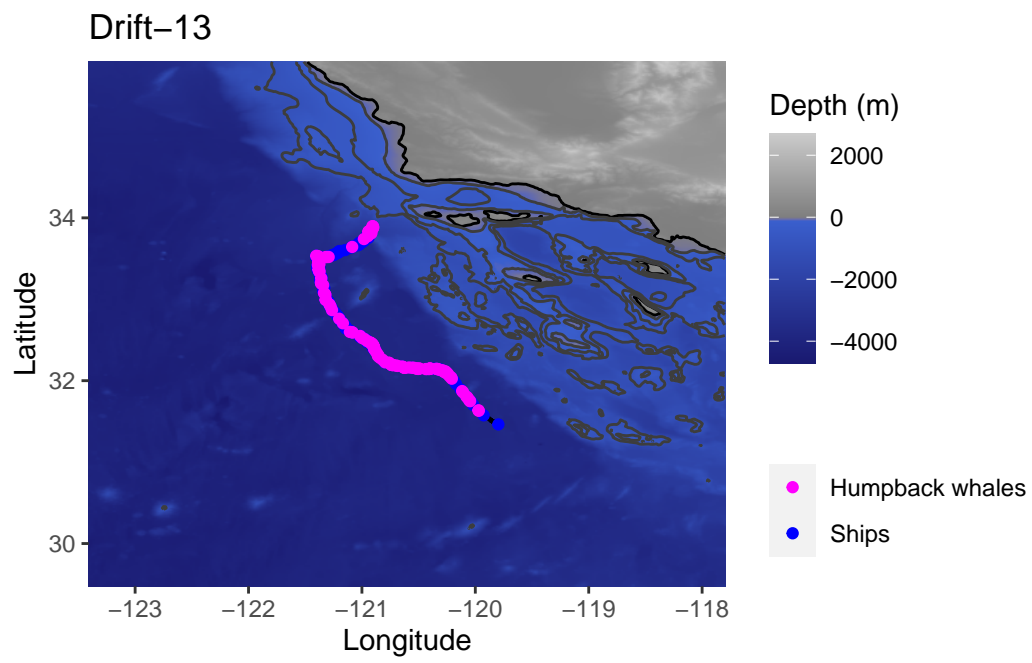 Drift−13
Depth (m)
2000
0
−2000
−4000
34
32
30
Latitude
−123
−122
−121
−120
−119
−118
Longitude
Humpback whales
Ships